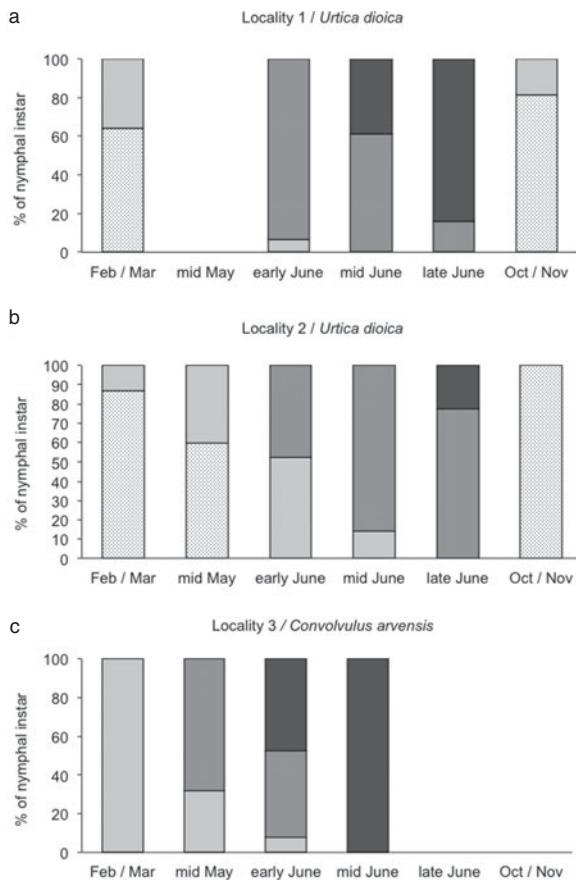 a
Locality 1 / Urtica dioica
% of nymphal instar
100
80
60
40
20
0
Feb / Mar mid May early June mid June late June Oct / Nov
b
Locality 2 / Urtica dioica
% of nymphal instar
100
90
80
70
60
50
40
30
20
10
0
Feb / Mar mid May early June mid June late June Oct / Nov
c
Locality 3 / Convolvulus arvensis
% of nymphal instar
100
80
60
40
20
0
Feb / Mar mid May early June mid June late June Oct / Nov